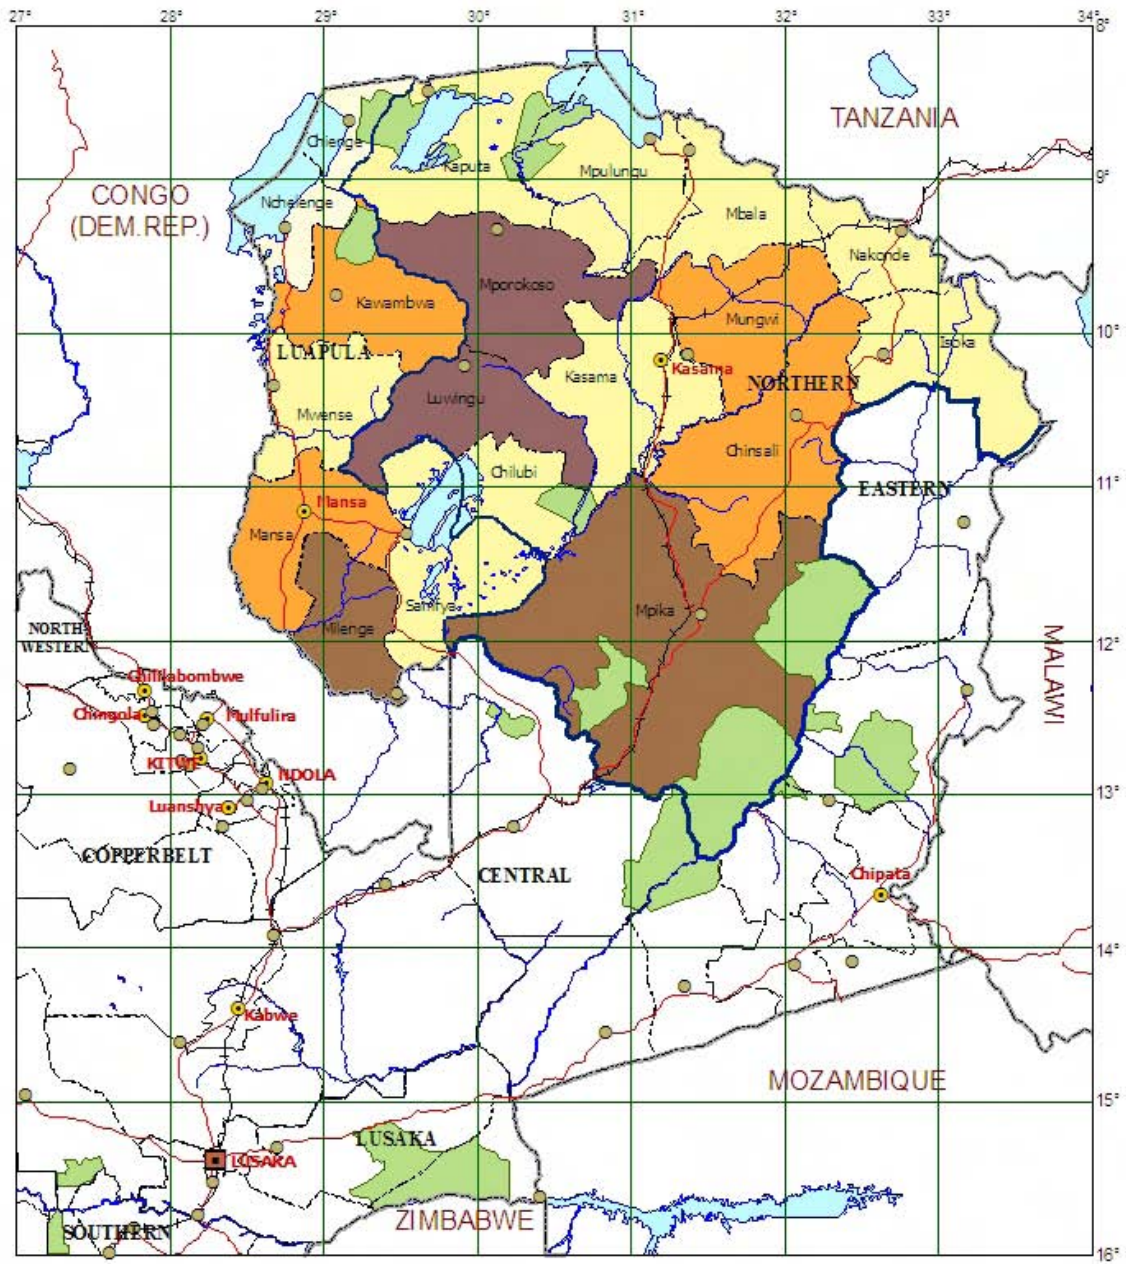 27°
28°
29°
30°
31°
32°
33°
34°
8°
TANZANIA
Chienge
Kaputa
Mpulungu
9°
CONGO
(DEM.REP.)
Nchelenge
Mbala
Nakonde
Mporokoso
Kawambwa
Mungwi
10°
Isoka
LUAPULA
Kasama
Kasama
NORTHERN
Luwingu
Mwense
Chinsali
Chilubi
11°
EASTERN
Mansa
Mansa
Samfya
Mpika
Milenge
NORTH-
WESTERN
12°
MALAWI
Chililabombwe
Chingola
Mulfulira
KITWE
NDOLA
13°
Luanshya
COPPERBELT
CENTRAL
Chipata
14°
Kabwe
MOZAMBIQUE
15°
LUSAKA
LUSAKA
ZIMBABWE
SOUTHERN
16°